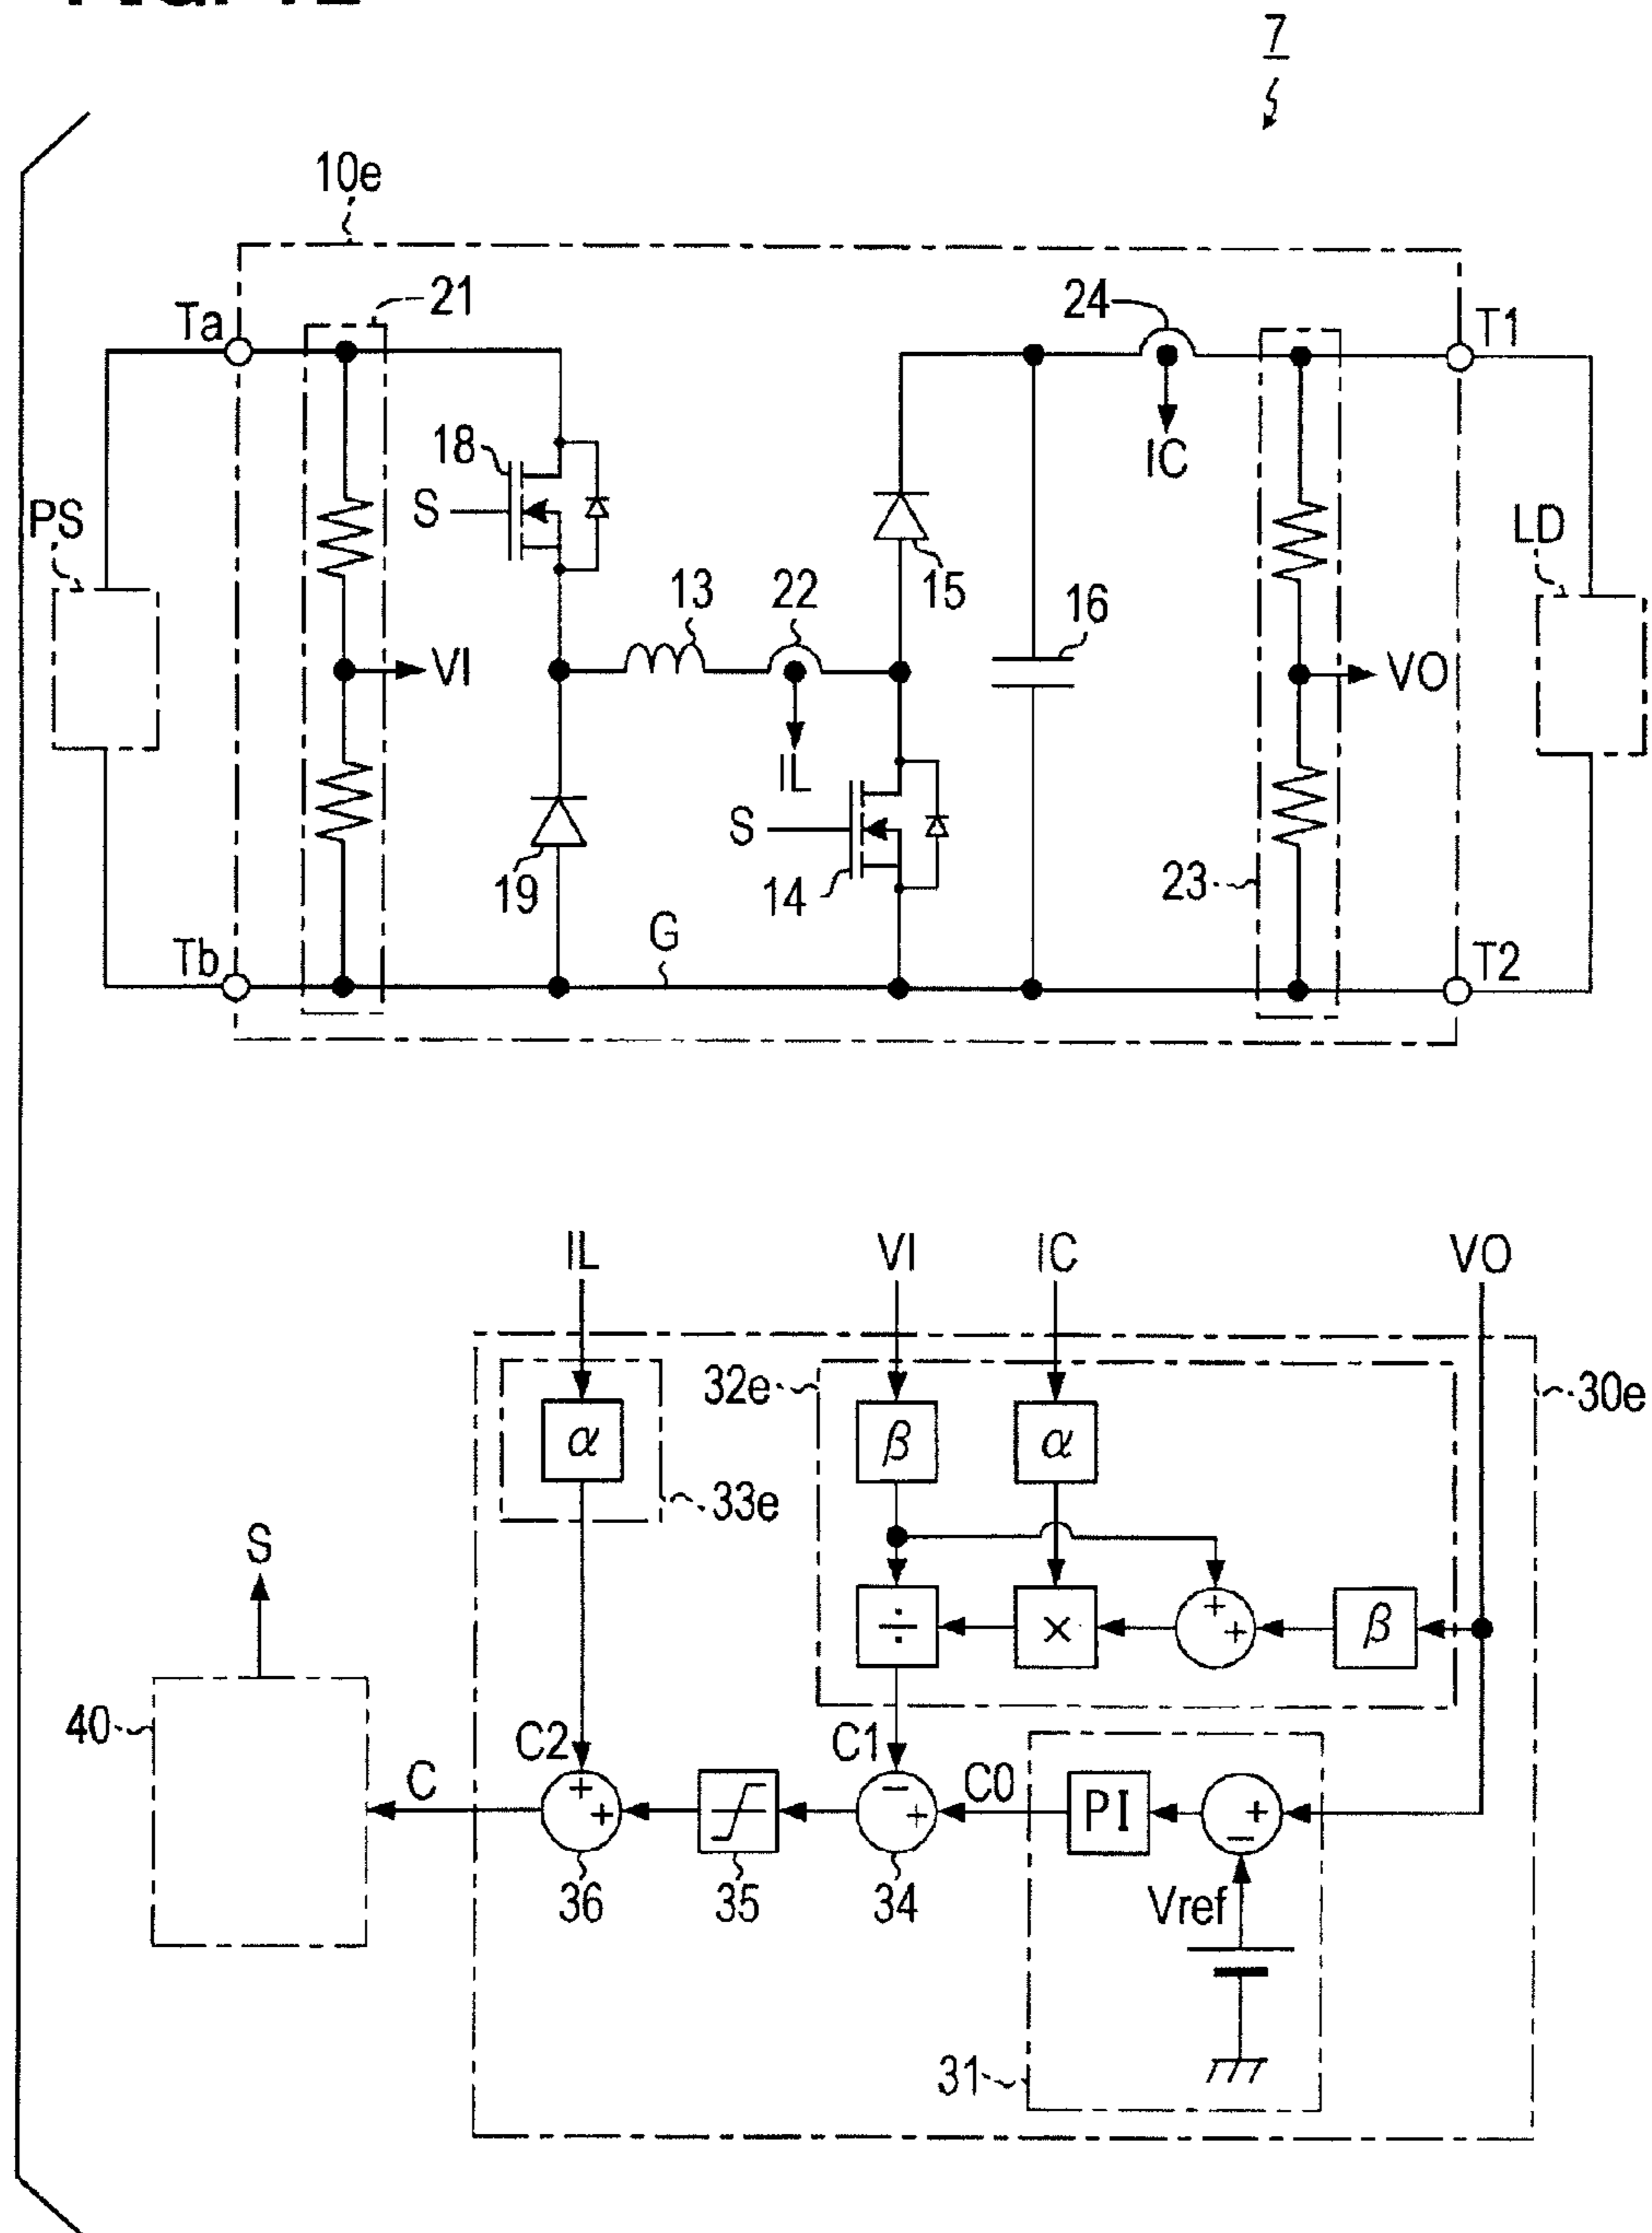 7
10e
Ta
21
24
T1
18
S
IC
PS
LD
13
22
15
16
VI
VO
IL
S
19
14
23
G
Tb
T2
IL
VI
IC
VO
32e
30e
α
β
α
33e
S
÷
×
+
+
β
40
C2
C1
C
+
+
−
+
C0
PI
+
−
36
35
34
Vref
31